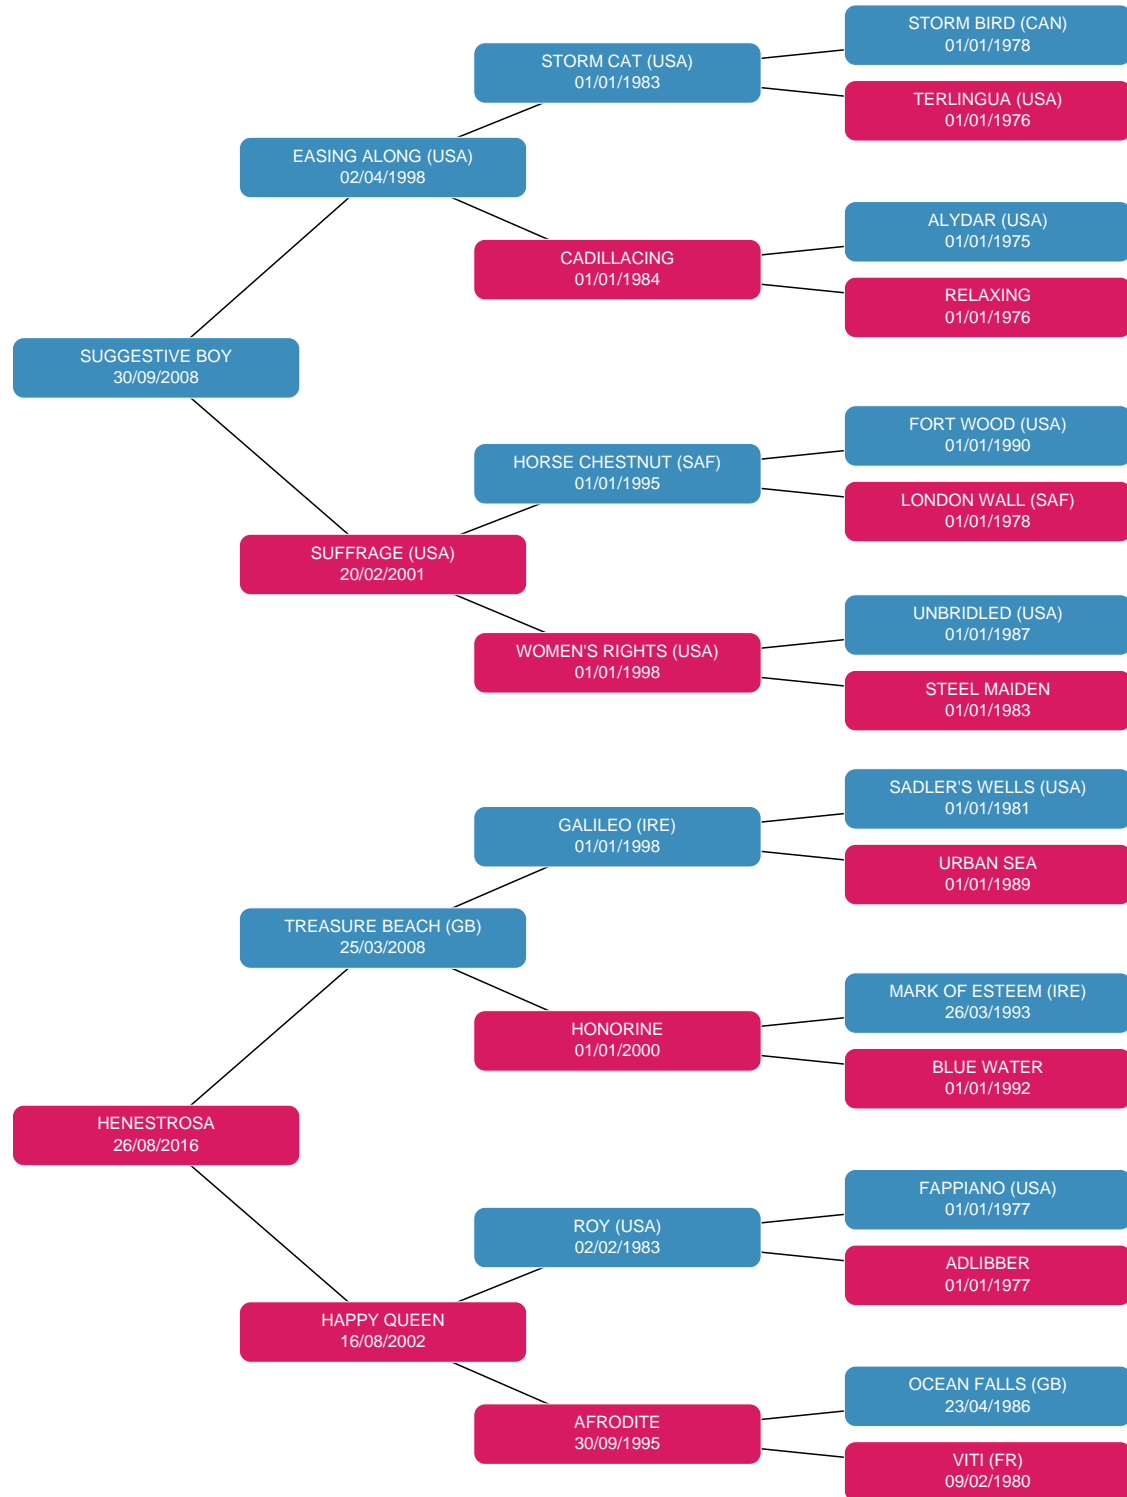 STORM BIRD (CAN)
01/01/1978
STORM CAT (USA)
01/01/1983
TERLINGUA (USA)
01/01/1976
EASING ALONG (USA)
02/04/1998
ALYDAR (USA)
01/01/1975
CADILLACING
01/01/1984
RELAXING
01/01/1976
SUGGESTIVE BOY
30/09/2008
FORT WOOD (USA)
01/01/1990
HORSE CHESTNUT (SAF)
01/01/1995
LONDON WALL (SAF)
01/01/1978
SUFFRAGE (USA)
20/02/2001
UNBRIDLED (USA)
01/01/1987
WOMEN'S RIGHTS (USA)
01/01/1998
STEEL MAIDEN
01/01/1983
SADLER'S WELLS (USA)
01/01/1981
GALILEO (IRE)
01/01/1998
URBAN SEA
01/01/1989
TREASURE BEACH (GB)
25/03/2008
MARK OF ESTEEM (IRE)
26/03/1993
HONORINE
01/01/2000
BLUE WATER
01/01/1992
HENESTROSA
26/08/2016
FAPPIANO (USA)
01/01/1977
ROY (USA)
02/02/1983
ADLIBBER
01/01/1977
HAPPY QUEEN
16/08/2002
OCEAN FALLS (GB)
23/04/1986
AFRODITE
30/09/1995
VITI (FR)
09/02/1980